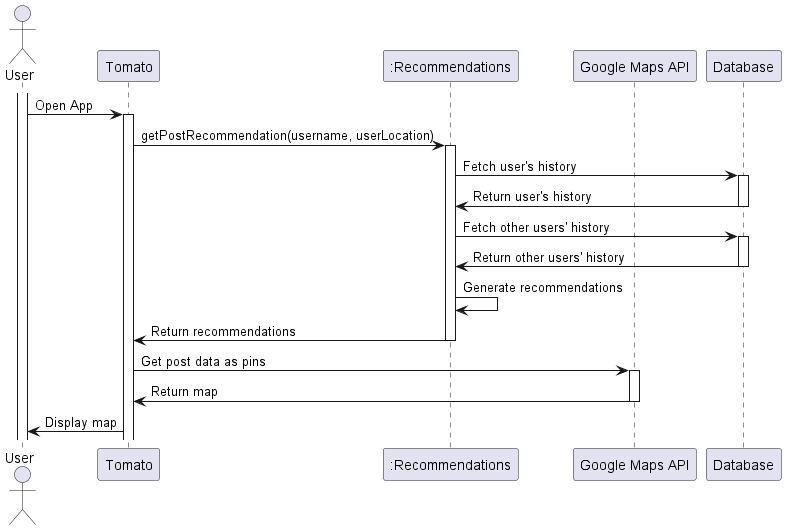 User
Tomato
:Recommendations
Google Maps API
Database
Open App
getPostRecommendation(username, userLocation)
Fetch user's history
Return user's history
Fetch other users' history
Return other users' history
Generate recommendations
Return recommendations
Get post data as pins
Return map
Display map
User
Tomato
:Recommendations
Google Maps API
Database